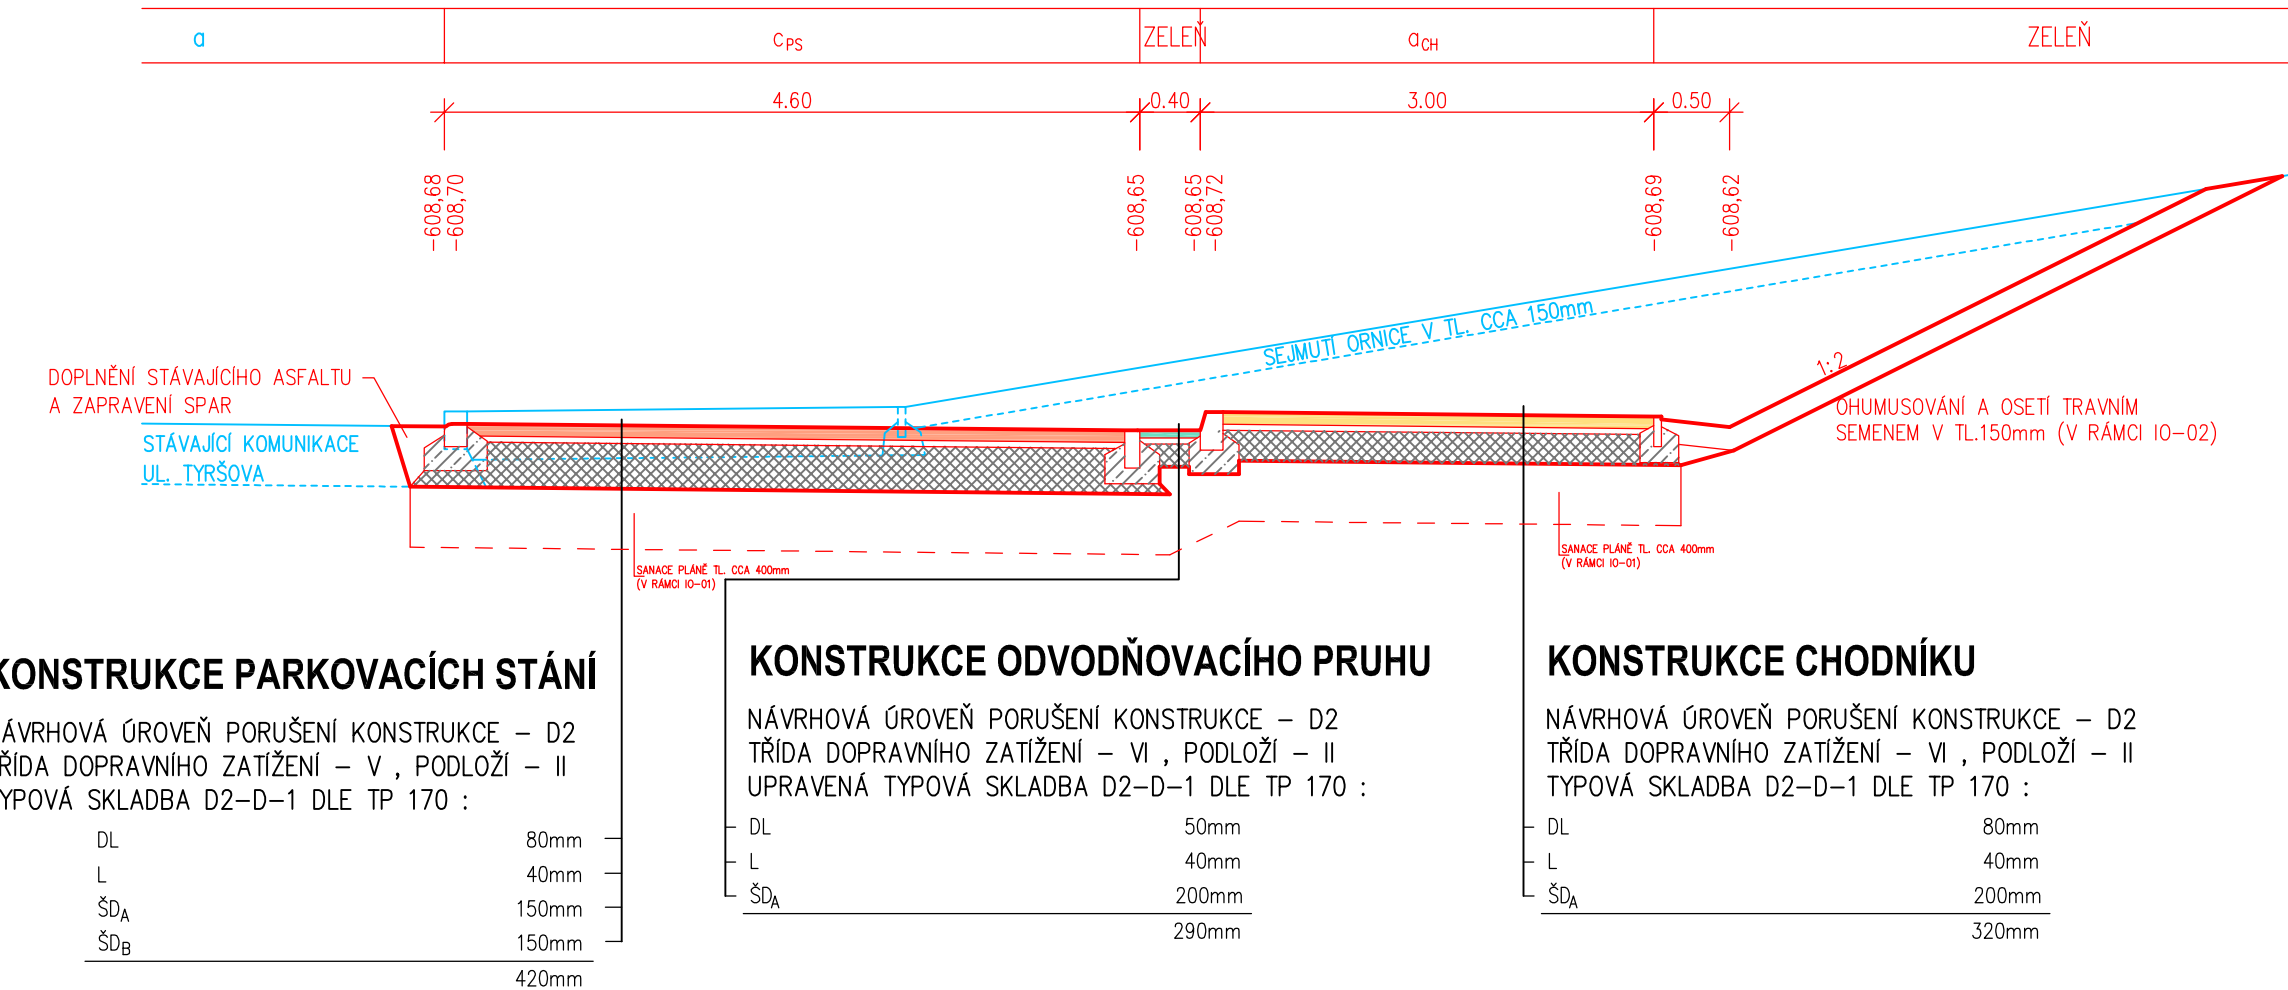 a
cPS
ZELEŇ
aCH
ZELEŇ
4.60
0.40
3.00
0.50
-608,68
-608,70
-608,65
-608,65
-608,72
-608,69
-608,62
SEJMUTÍ ORNICE V TL. CCA 150mm
1:2
DOPLNĚNÍ STÁVAJÍCÍHO ASFALTU
A ZAPRAVENÍ SPAR
STÁVAJÍCÍ KOMUNIKACE
UL. TYRŠOVA
OHUMUSOVÁNÍ A OSETÍ TRAVNÍM
SEMENEM V TL.150mm (V RÁMCI IO-02)
SANACE PLÁNĚ TL. CCA 400mm
(V RÁMCI IO-01)
SANACE PLÁNĚ TL. CCA 400mm
(V RÁMCI IO-01)
KONSTRUKCE PARKOVACÍCH STÁNÍ
ÁVRHOVÁ ÚROVEŇ PORUŠENÍ KONSTRUKCE - D2
ŘÍDA DOPRAVNÍHO ZATÍŽENÍ - V , PODLOŽÍ - II
YPOVÁ SKLADBA D2-D-1 DLE TP 170 :
DL 80mm
L 40mm
ŠDA 150mm
ŠDB 150mm
420mm
KONSTRUKCE ODVODŇOVACÍHO PRUHU
NÁVRHOVÁ ÚROVEŇ PORUŠENÍ KONSTRUKCE - D2
TŘÍDA DOPRAVNÍHO ZATÍŽENÍ - VI , PODLOŽÍ - II
UPRAVENÁ TYPOVÁ SKLADBA D2-D-1 DLE TP 170 :
DL 50mm
L 40mm
ŠDA 200mm
290mm
KONSTRUKCE CHODNÍKU
NÁVRHOVÁ ÚROVEŇ PORUŠENÍ KONSTRUKCE - D2
TŘÍDA DOPRAVNÍHO ZATÍŽENÍ - VI , PODLOŽÍ - II
TYPOVÁ SKLADBA D2-D-1 DLE TP 170 :
DL 80mm
L 40mm
ŠDA 200mm
320mm